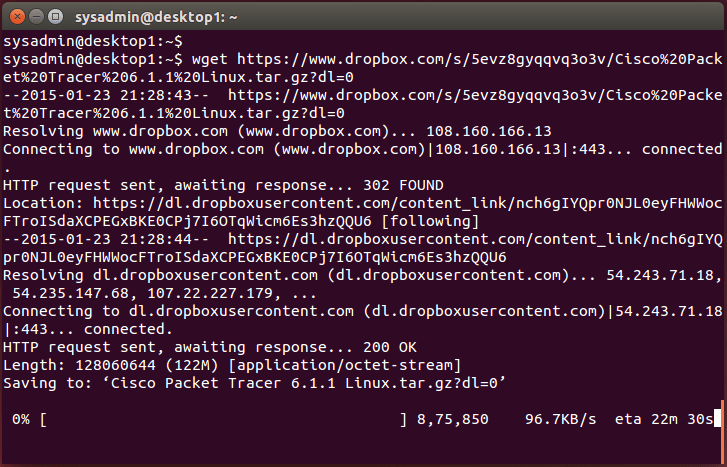 sysadmin@desktop1: ~
sysadmin@desktop1:~$
sysadmin@desktop1:~$ wget https://www.dropbox.com/s/5evz8gyqqvq3o3v/Cisco%20Pack
et%20Tracer%206.1.1%20Linux.tar.gz?dl=0
--2015-01-23 21:28:43--  https://www.dropbox.com/s/5evz8gyqqvq3o3v/Cisco%20Packe
t%20Tracer%206.1.1%20Linux.tar.gz?dl=0
Resolving www.dropbox.com (www.dropbox.com)... 108.160.166.13
Connecting to www.dropbox.com (www.dropbox.com)|108.160.166.13|:443... connected
.
HTTP request sent, awaiting response... 302 FOUND
Location: https://dl.dropboxusercontent.com/content_link/nch6gIYQpr0NJL0eyFHWWoc
FTroISdaXCPEGxBKE0CPj7I6OTqWicm6Es3hzQQU6 [following]
--2015-01-23 21:28:44--  https://dl.dropboxusercontent.com/content_link/nch6gIYQ
pr0NJL0eyFHWWocFTroISdaXCPEGxBKE0CPj7I6OTqWicm6Es3hzQQU6
Resolving dl.dropboxusercontent.com (dl.dropboxusercontent.com)... 54.243.71.18,
 54.235.147.68, 107.22.227.179, ...
Connecting to dl.dropboxusercontent.com (dl.dropboxusercontent.com)|54.243.71.18
|:443... connected.
HTTP request sent, awaiting response... 200 OK
Length: 128060644 (122M) [application/octet-stream]
Saving to: ‘Cisco Packet Tracer 6.1.1 Linux.tar.gz?dl=0’
 0% [                                       ] 8,75,850    96.7KB/s  eta 22m 30s